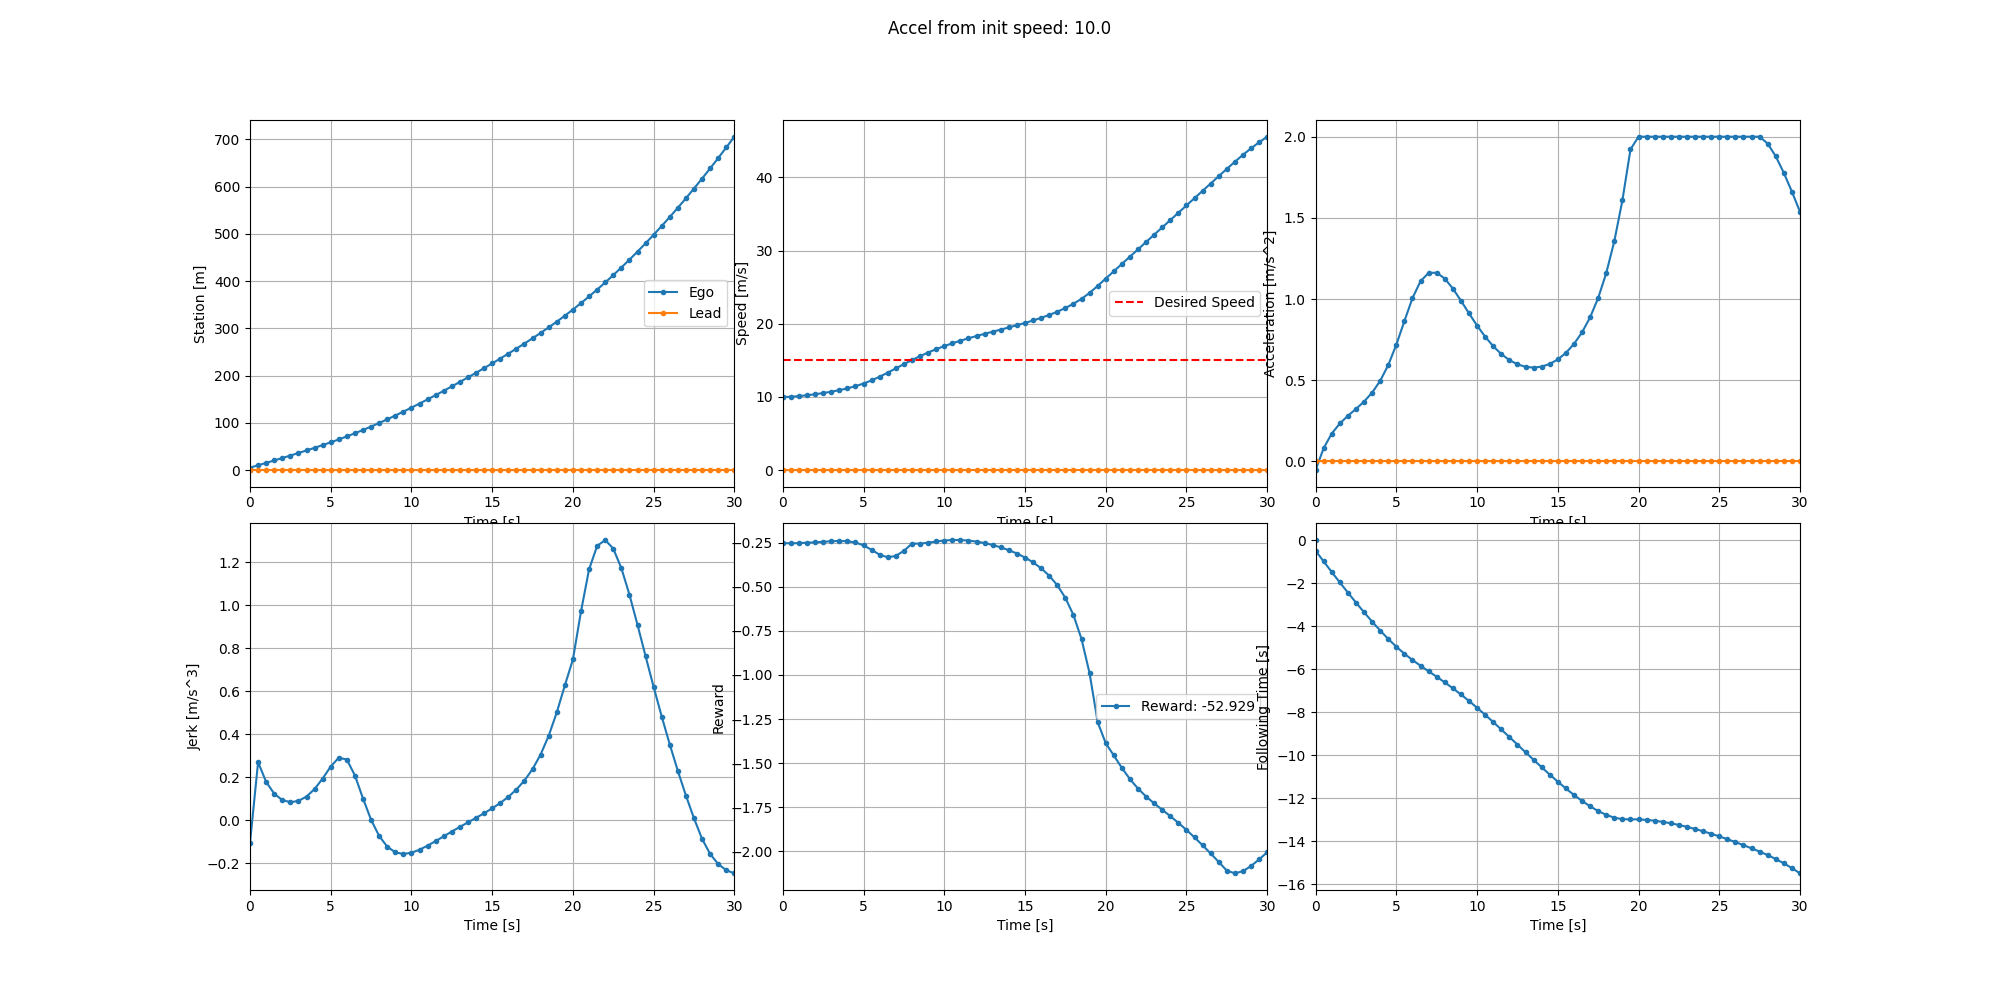 Accel from init speed: 10.0
Station [m]
700
600
500
400
300
200
100
0
0 5 10 15 20 25 30
Time [s]
Ego
Lead
Speed [m/s]
40
30
20
10
0
0 5 10 15 20 25 30
Time [s]
Desired Speed
Acceleration [m/s^2]
2.0
1.5
1.0
0.5
0.0
0 5 10 15 20 25 30
Time [s]
Jerk [m/s^3]
1.2
1.0
0.8
0.6
0.4
0.2
0.0
−0.2
0 5 10 15 20 25 30
Time [s]
Reward
−0.25
−0.50
−0.75
−1.00
−1.25
−1.50
−1.75
−2.00
0 5 10 15 20 25 30
Time [s]
Reward: -52.929
Following Time [s]
0
−2
−4
−6
−8
−10
−12
−14
−16
0 5 10 15 20 25 30
Time [s]